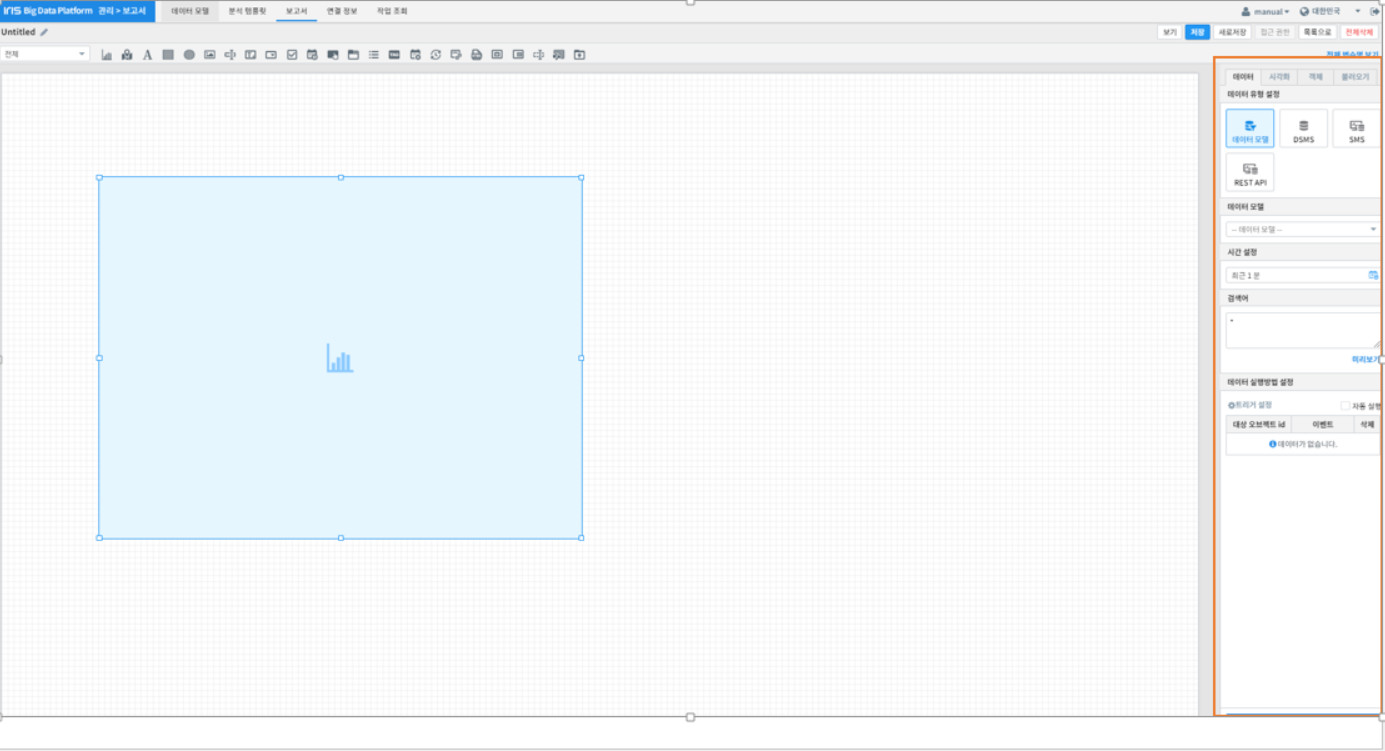 IRIS Big Data Platform 관리 > 보고서 데이터 모델 분석 템플릿 보고서 연결 정보 작업 조회 manual 대한민국
Untitled 보기 저장 새로저장 접근 권한 목록으로 전체삭제
전체 전체 변수명 보기
데이터 시각화 객체 불러오기
데이터 유형 설정
데이터 모델 DSMS SMS
REST API
데이터 모델
-- 데이터 모델 --
시간 설정
최근 1 분
검색어
*
미리보기
데이터 실행방법 설정
트리거 설정 자동 실행
대상 오브젝트 id 이벤트 삭제
데이터가 없습니다.